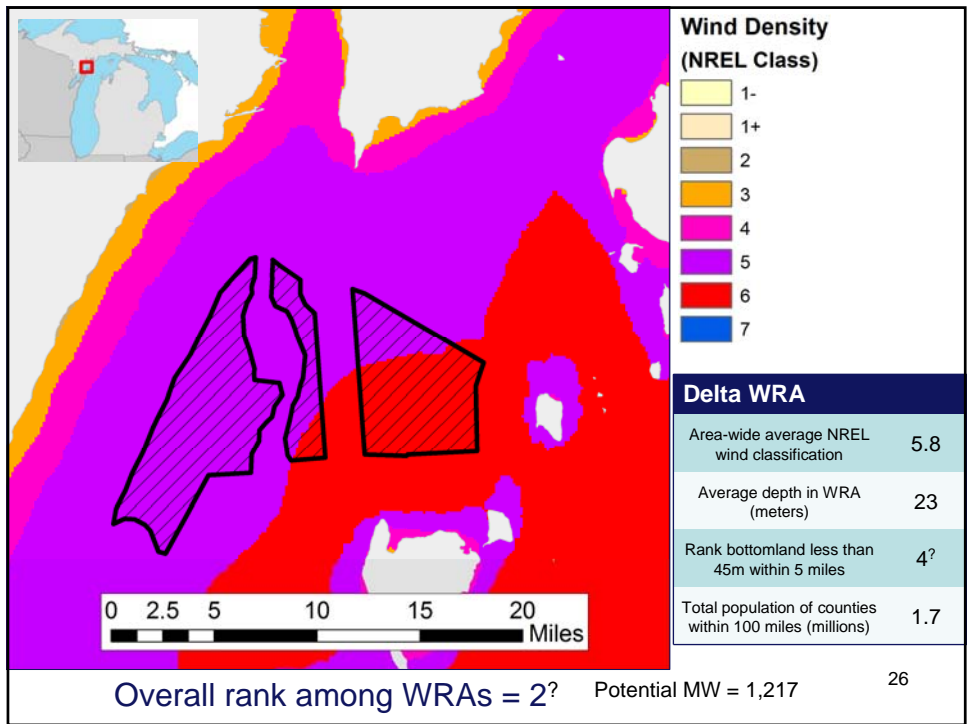 Wind Density
(NREL Class)
1-
1+
2
3
4
5
6
7
Delta WRA
Area-wide average NREL
wind classification
5.8
Average depth in WRA
(meters)
23
Rank bottomland less than
45m within 5 miles
4?
Total population of counties
within 100 miles (millions)
1.7
0 2.5 5 10 15 20
Miles
Overall rank among WRAs = 2?
Potential MW = 1,217
26